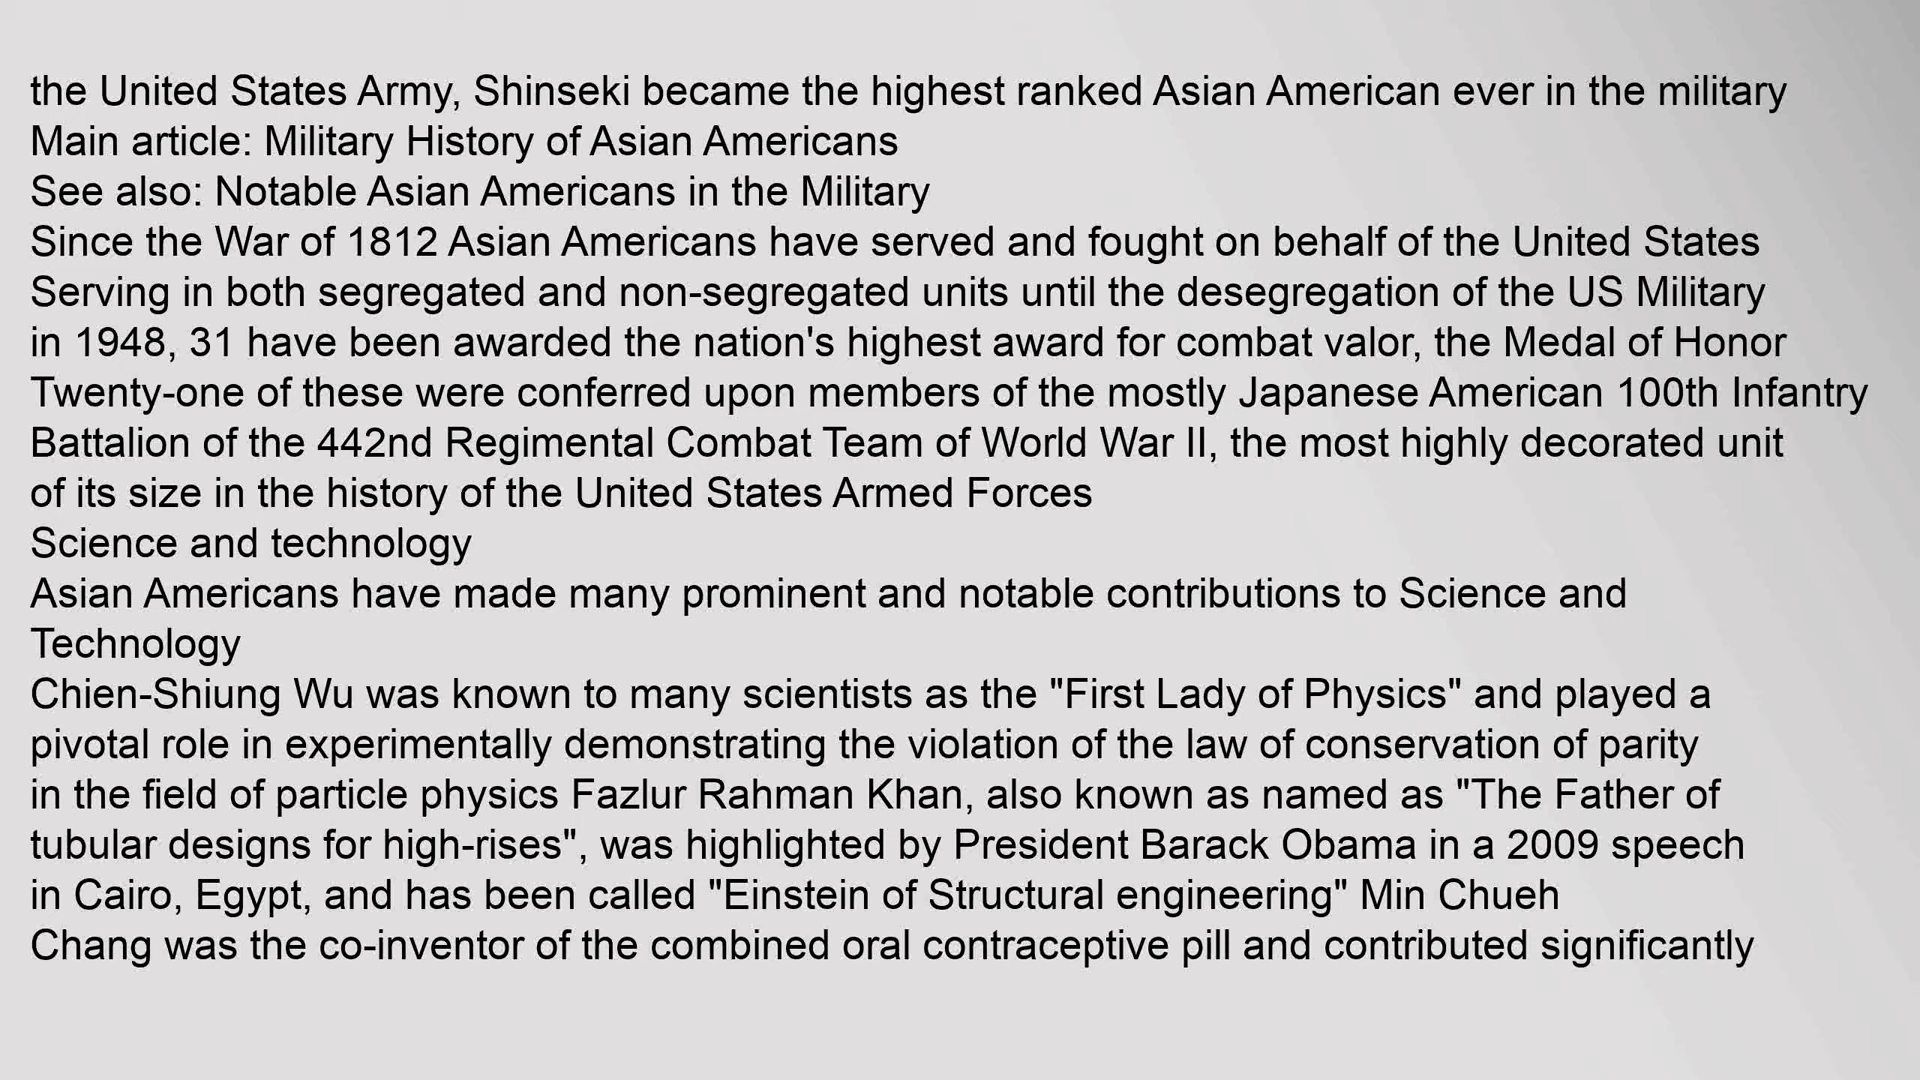 the United States Army, Shinseki became the highest ranked Asian American ever in the military
Main article: Military History of Asian Americans
See also: Notable Asian Americans in the Military
Since the War of 1812 Asian Americans have served and fought on behalf of the United States
Serving in both segregated and non-segregated units until the desegregation of the US Military
in 1948, 31 have been awarded the nation's highest award for combat valor, the Medal of Honor
Twenty-one of these were conferred upon members of the mostly Japanese American 100th Infantry
Battalion of the 442nd Regimental Combat Team of World War II, the most highly decorated unit
of its size in the history of the United States Armed Forces
Science and technology
Asian Americans have made many prominent and notable contributions to Science and
Technology
Chien-Shiung Wu was known to many scientists as the "First Lady of Physics" and played a
pivotal role in experimentally demonstrating the violation of the law of conservation of parity
in the field of particle physics Fazlur Rahman Khan, also known as named as "The Father of
tubular designs for high-rises", was highlighted by President Barack Obama in a 2009 speech
in Cairo, Egypt, and has been called "Einstein of Structural engineering" Min Chueh
Chang was the co-inventor of the combined oral contraceptive pill and contributed significantly